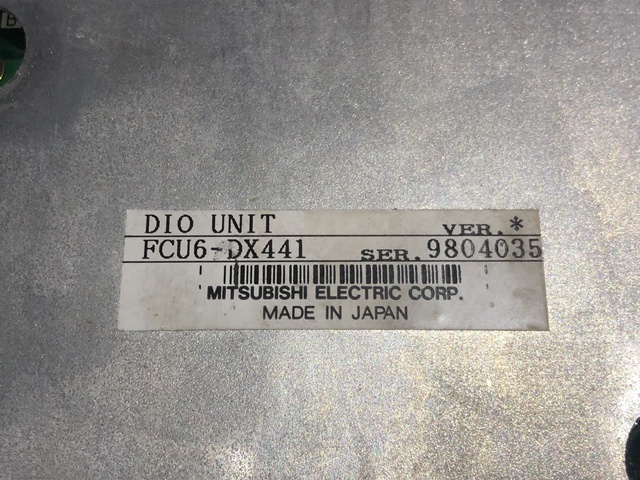 B
DIO UNIT VER. *
FCU6-DX441 SER. 9804035
MITSUBISHI ELECTRIC CORP.
MADE IN JAPAN